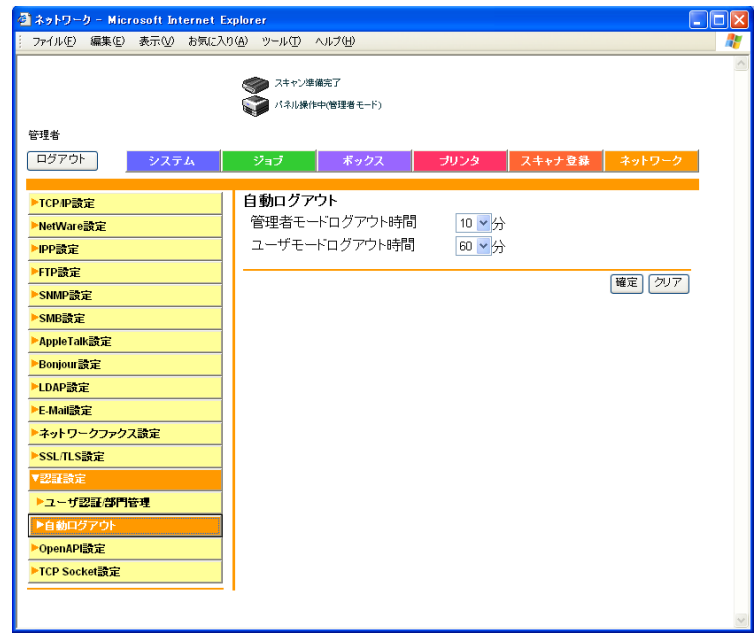 ネットワーク - Microsoft Internet Explorer
ファイル(F) 編集(E) 表示(V) お気に入り(A) ツール(T) ヘルプ(H)
スキャン準備完了
パネル操作中(管理者モード)
管理者
ログアウト システム ジョブ ボックス プリンタ スキャナ登録 ネットワーク
TCP/IP設定
NetWare設定
IPP設定
FTP設定
SNMP設定
SMB設定
AppleTalk設定
Bonjour設定
LDAP設定
E-Mail設定
ネットワークファクス設定
SSL/TLS設定
認証設定
ユーザ認証/部門管理
自動ログアウト
OpenAPI設定
TCP Socket設定
自動ログアウト
管理者モードログアウト時間 10 分
ユーザモードログアウト時間 60 分
確定 クリア